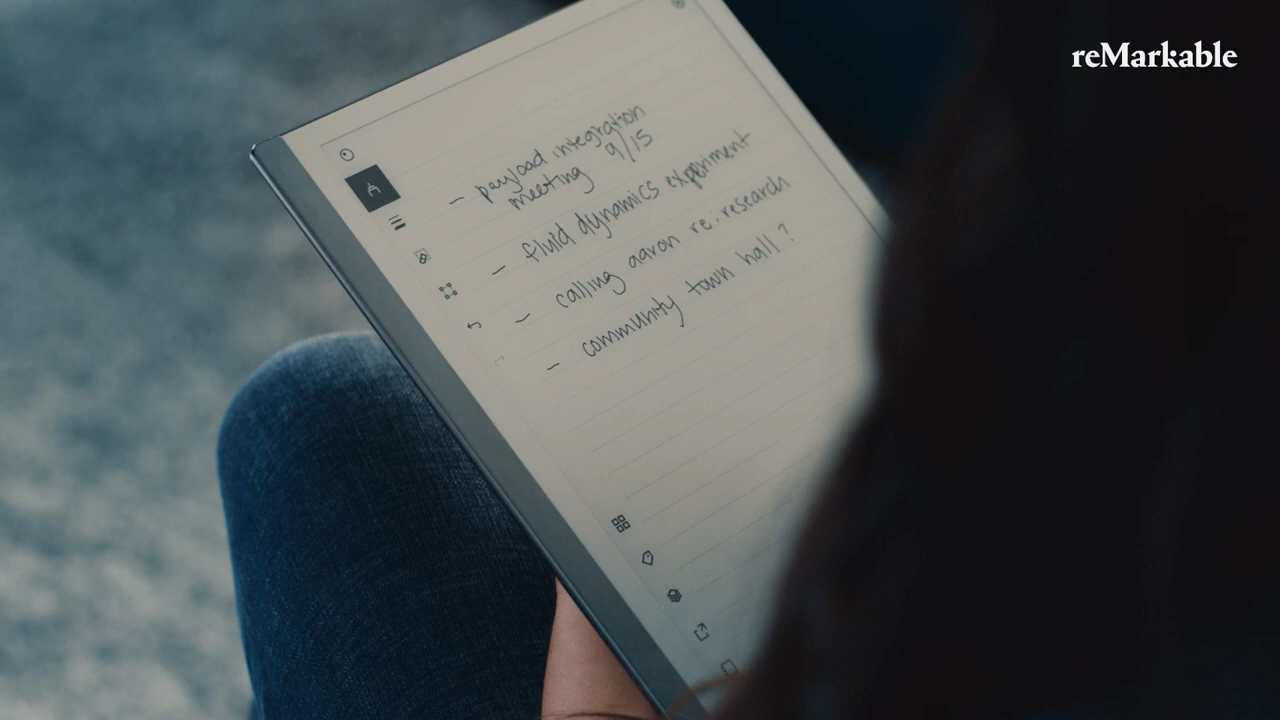 reMarkable
– payload integration
meeting 9/15
– fluid dynamics experiment
– calling aaron re. research
– community town hall?